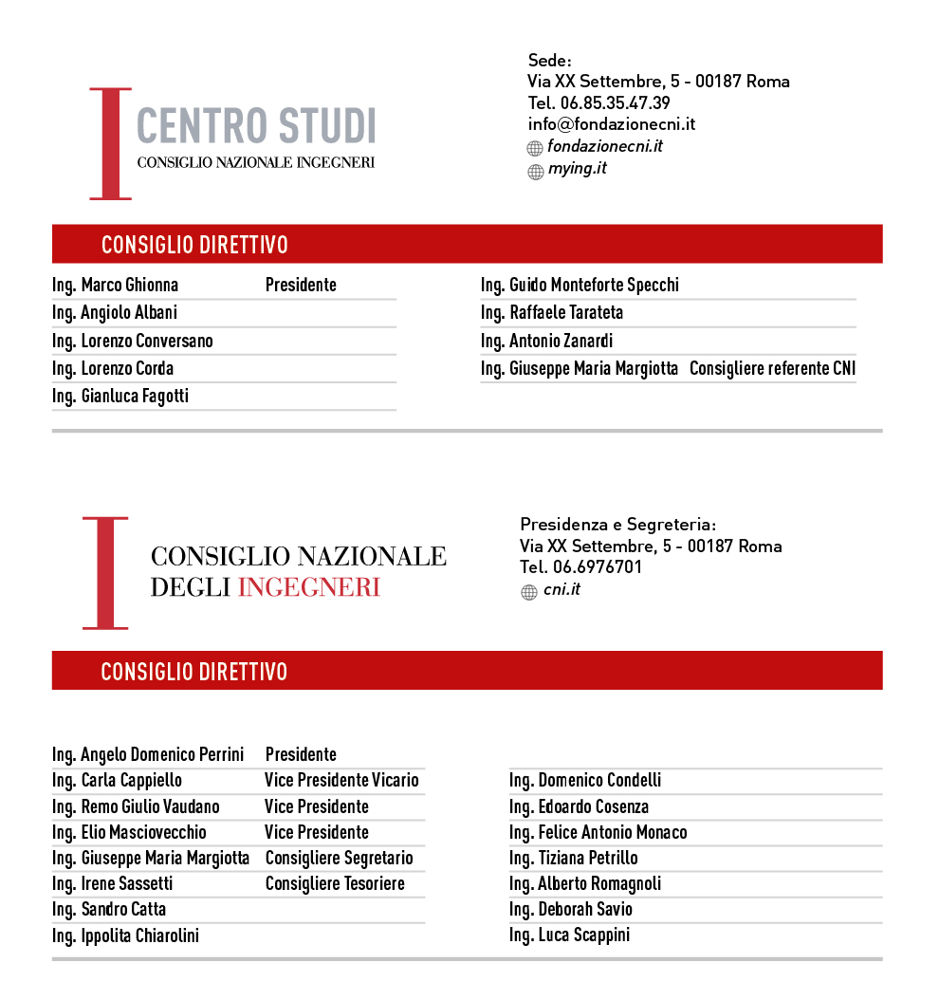 CENTRO STUDI
CONSIGLIO NAZIONALE INGEGNERI
Sede:
Via XX Settembre, 5 - 00187 Roma
Tel. 06.85.35.47.39
info@fondazionecni.it
fondazionecni.it
mying.it
CONSIGLIO DIRETTIVO
Ing. Marco Ghionna Presidente
Ing. Angiolo Albani
Ing. Lorenzo Conversano
Ing. Lorenzo Corda
Ing. Gianluca Fagotti
Ing. Guido Monteforte Specchi
Ing. Raffaele Tarateta
Ing. Antonio Zanardi
Ing. Giuseppe Maria Margiotta Consigliere referente CNI
CONSIGLIO NAZIONALE
DEGLI INGEGNERI
Presidenza e Segreteria:
Via XX Settembre, 5 - 00187 Roma
Tel. 06.6976701
cni.it
CONSIGLIO DIRETTIVO
Ing. Angelo Domenico Perrini Presidente
Ing. Carla Cappiello Vice Presidente Vicario
Ing. Remo Giulio Vaudano Vice Presidente
Ing. Elio Masciovecchio Vice Presidente
Ing. Giuseppe Maria Margiotta Consigliere Segretario
Ing. Irene Sassetti Consigliere Tesoriere
Ing. Sandro Catta
Ing. Ippolita Chiarolini
Ing. Domenico Condelli
Ing. Edoardo Cosenza
Ing. Felice Antonio Monaco
Ing. Tiziana Petrillo
Ing. Alberto Romagnoli
Ing. Deborah Savio
Ing. Luca Scappini